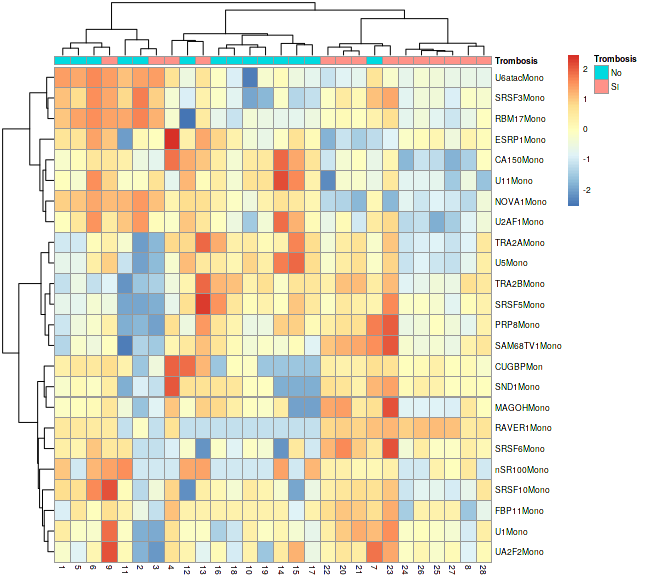 Trombosis
U6atacMono
SRSF3Mono
RBM17Mono
ESRP1Mono
CA150Mono
U11Mono
NOVA1Mono
U2AF1Mono
TRA2AMono
U5Mono
TRA2BMono
SRSF5Mono
PRP8Mono
SAM68TV1Mono
CUGBPMon
SND1Mono
MAGOHMono
RAVER1Mono
SRSF6Mono
nSR100Mono
SRSF10Mono
FBP11Mono
U1Mono
UA2F2Mono
1 5 6 9 11 2 3 4 12 13 16 18 10 19 14 15 17 22 20 21 7 23 24 26 25 27 8 28
2
1
0
-1
-2
Trombosis
No
SI